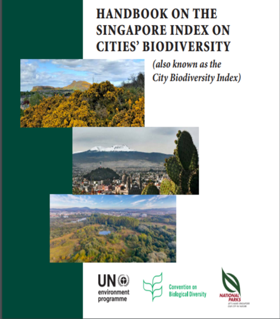 HANDBOOK ON THE
SINGAPORE INDEX ON
CITIES' BIODIVERSITY
(also known as the
City Biodiversity Index)
UN
environment
programme
Convention on
Biological Diversity
NATIONAL
PARKS